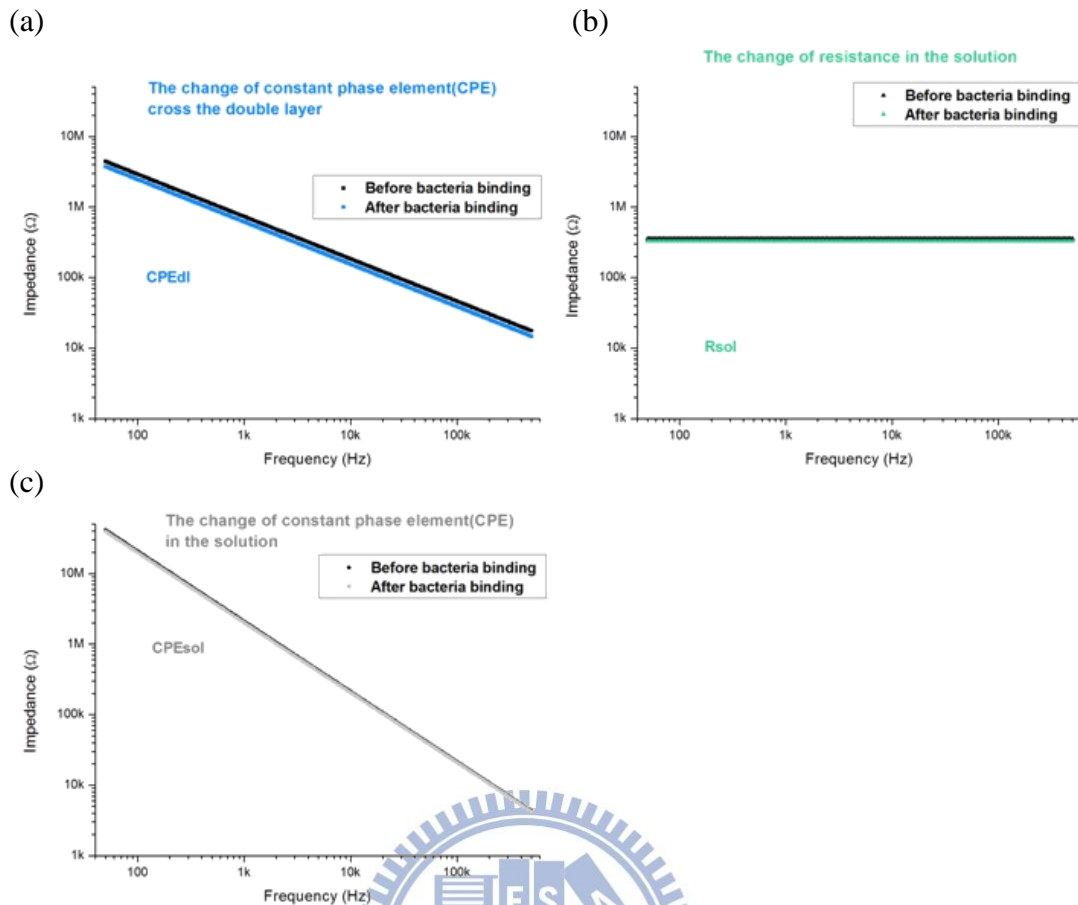 (a)
The change of constant phase element(CPE)
cross the double layer
Before bacteria binding
After bacteria binding
CPEdl
10M
1M
100k
10k
1k
Impedance (Ω)
100
1k
10k
100k
Frequency (Hz)
(b)
The change of resistance in the solution
Before bacteria binding
After bacteria binding
Rsol
10M
1M
100k
10k
1k
Impedance (Ω)
100
1k
10k
100k
Frequency (Hz)
(c)
The change of constant phase element(CPE)
in the solution
Before bacteria binding
After bacteria binding
CPEsol
10M
1M
100k
10k
1k
Impedance (Ω)
100
1k
10k
100k
Frequency (Hz)
E S